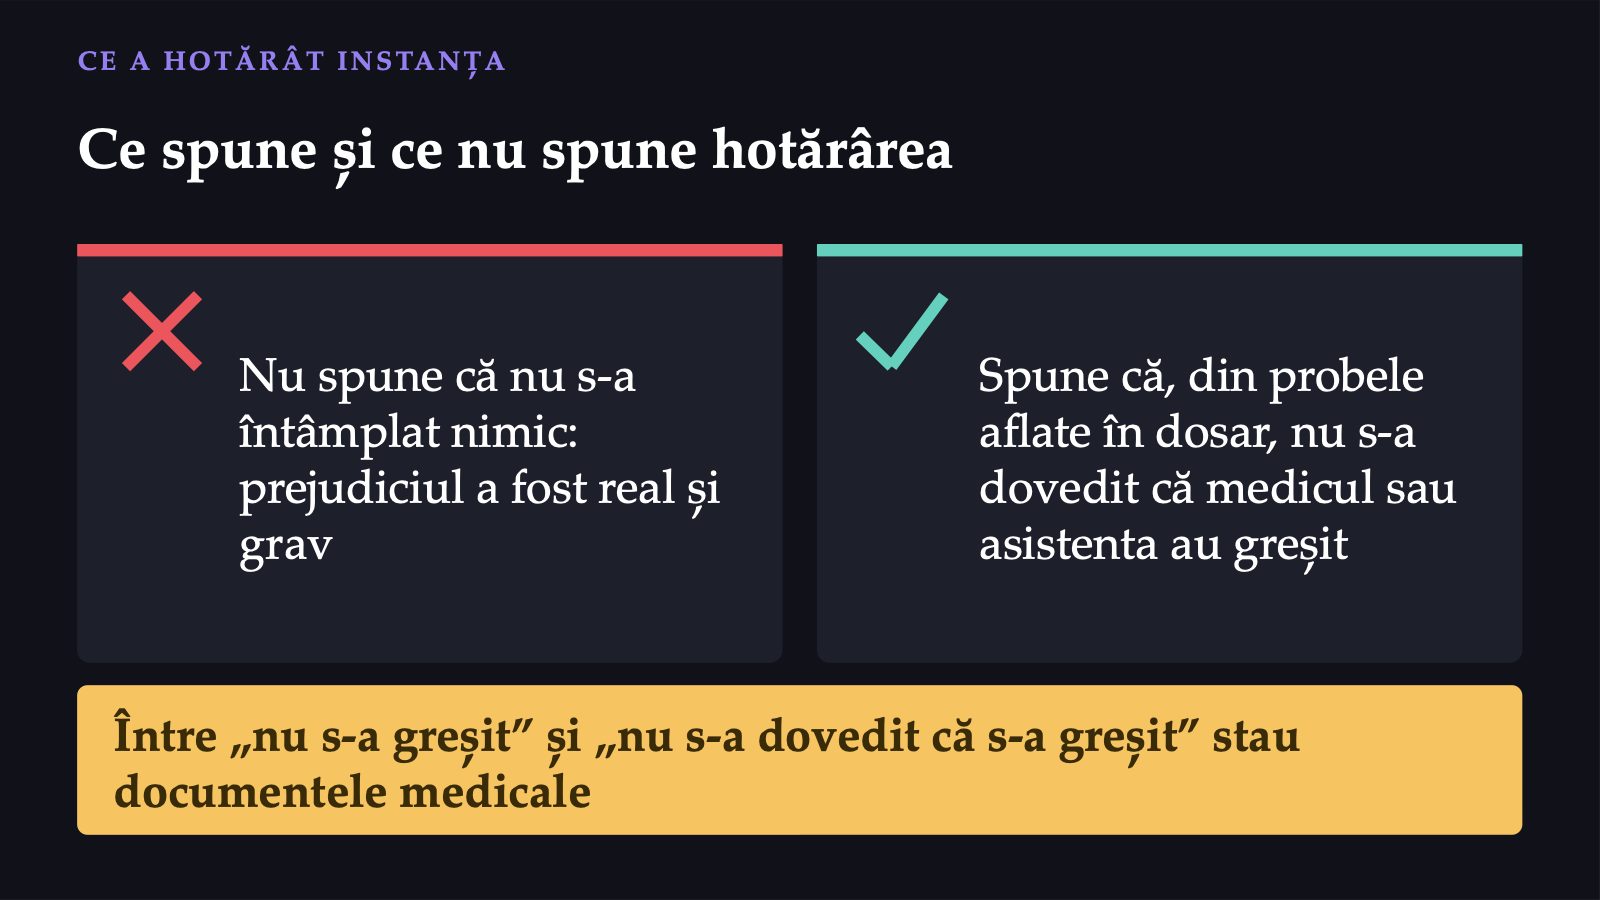 CE A HOTĂRÂT INSTANȚA
Ce spune și ce nu spune hotărârea
Nu spune că nu s-a
întâmplat nimic:
prejudiciul a fost real și
grav
Spune că, din probele
aflate în dosar, nu s-a
dovedit că medicul sau
asistenta au greșit
Între „nu s-a greșit” și „nu s-a dovedit că s-a greșit” stau
documentele medicale